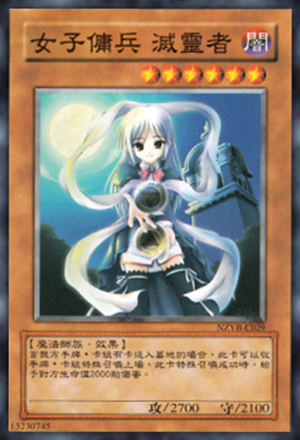 女子傭兵 滅靈者 闇
NZYB-C029
【魔法師族·效果】
當我方手牌·卡組有卡送入墓地的場合,此卡可以從
手牌·卡組特殊召喚上場,此卡特殊召喚成功時,給
予對方生命值2000點傷害。
攻/2700 守/2100
13230745